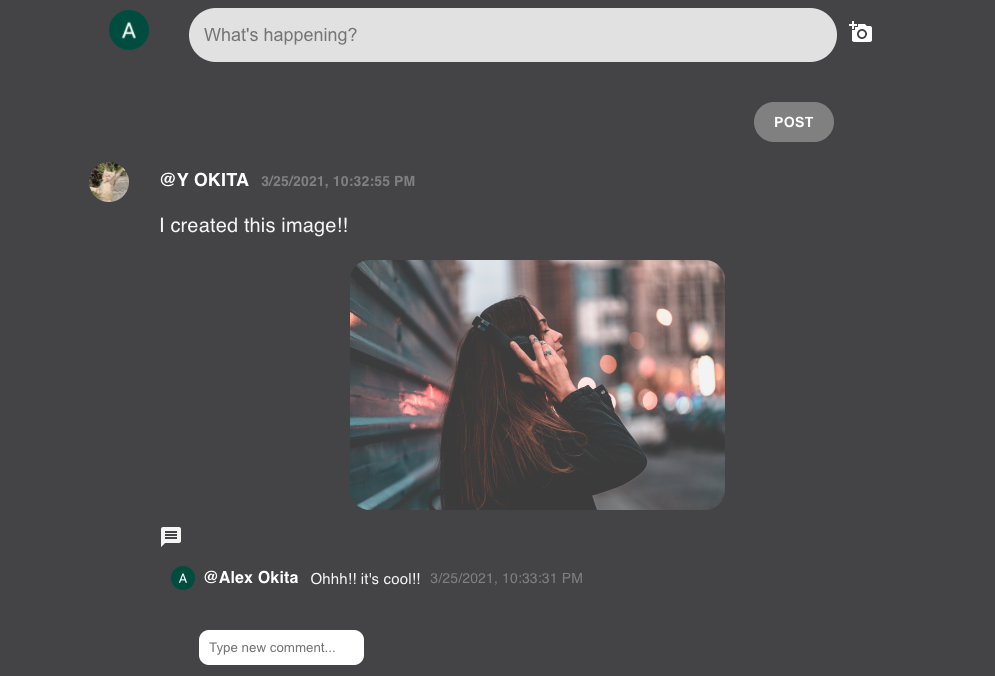 A
What's happening?
POST
@Y OKITA 3/25/2021, 10:32:55 PM
I created this image!!
A @Alex Okita Ohhh!! it's cool!! 3/25/2021, 10:33:31 PM
Type new comment...